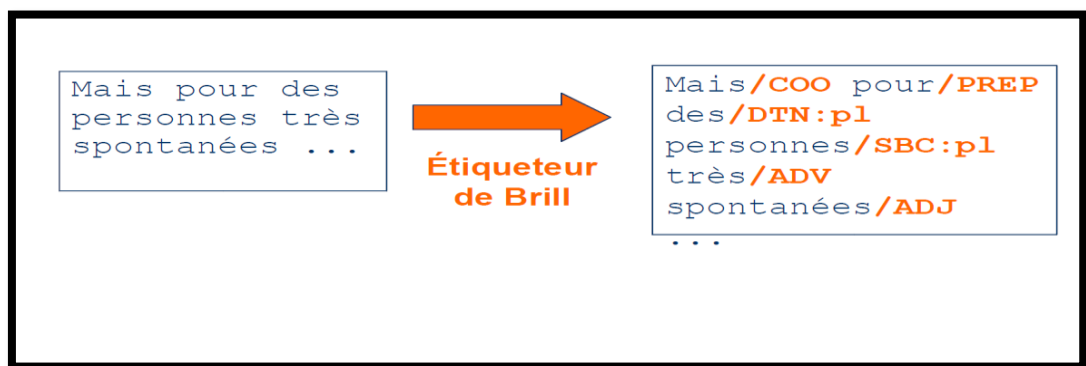 Mais pour des
personnes très
spontanées ...
Étiqueteur
de Brill
Mais/COO pour/PREP
des/DTN:pl
personnes/SBC:pl
très/ADV
spontanées/ADJ
...